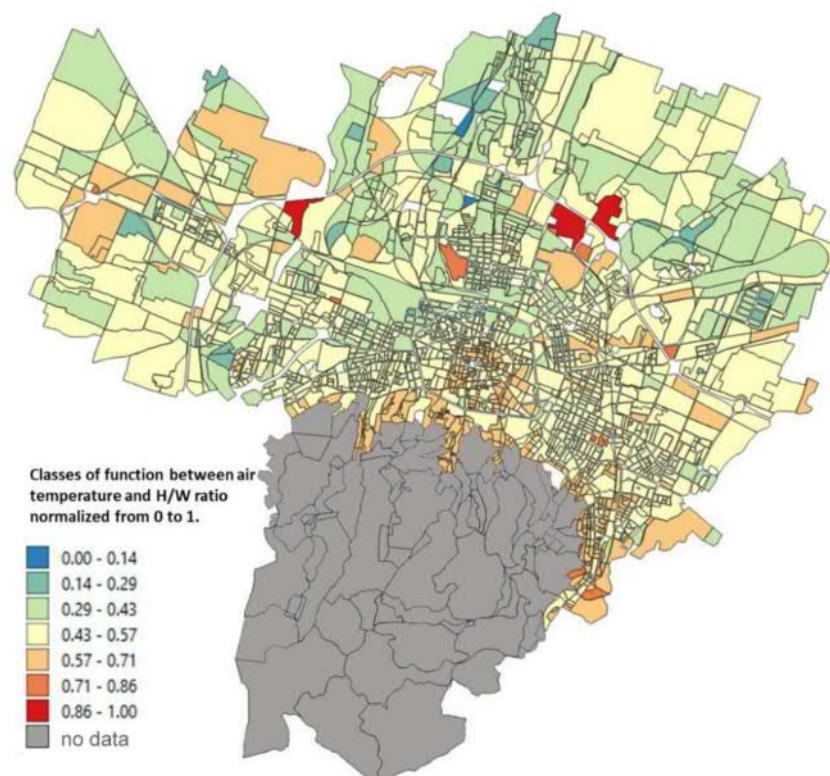 Classes of function between air
temperature and H/W ratio
normalized from 0 to 1.
0.00 - 0.14
0.14 - 0.29
0.29 - 0.43
0.43 - 0.57
0.57 - 0.71
0.71 - 0.86
0.86 - 1.00
no data